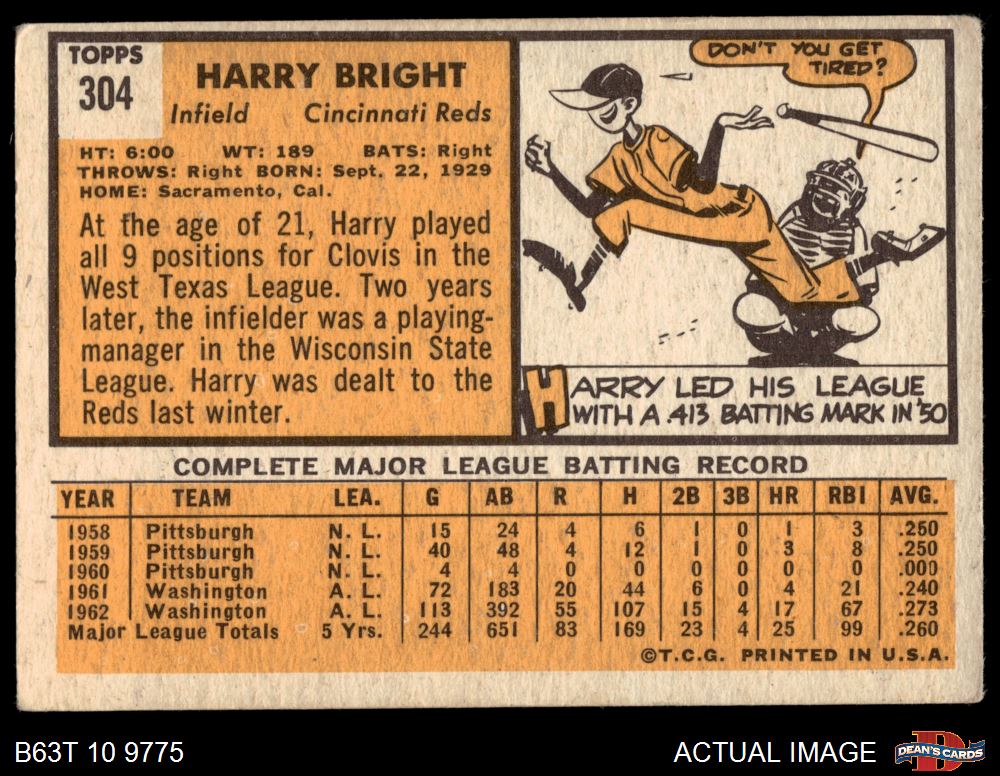 TOPPS
304
HARRY BRIGHT
Infield Cincinnati Reds
HT: 6:00 WT: 189 BATS: Right
THROWS: Right BORN: Sept. 22, 1929
HOME: Sacramento, Cal.
At the age of 21, Harry played
all 9 positions for Clovis in the
West Texas League. Two years
later, the infielder was a playing-
manager in the Wisconsin State
League. Harry was dealt to the
Reds last winter.
DON'T YOU GET
TIRED?
HARRY LED HIS LEAGUE
WITH A .413 BATTING MARK IN '50
COMPLETE MAJOR LEAGUE BATTING RECORD
YEAR TEAM LEA. G AB R H 2B 3B HR RBI AVG.
1958 Pittsburgh N. L. 15 24 4 6 1 0 1 3 .250
1959 Pittsburgh N. L. 40 48 4 12 1 0 3 8 .250
1960 Pittsburgh N. L. 4 4 0 0 0 0 0 0 .000
1961 Washington A. L. 72 183 20 44 6 0 4 21 .240
1962 Washington A. L. 113 392 55 107 15 4 17 67 .273
Major League Totals 5 Yrs. 244 651 83 169 23 4 25 99 .260
©T.C.G. PRINTED IN U.S.A.
B63T 10 9775
ACTUAL IMAGE
DEAN'S CARDS